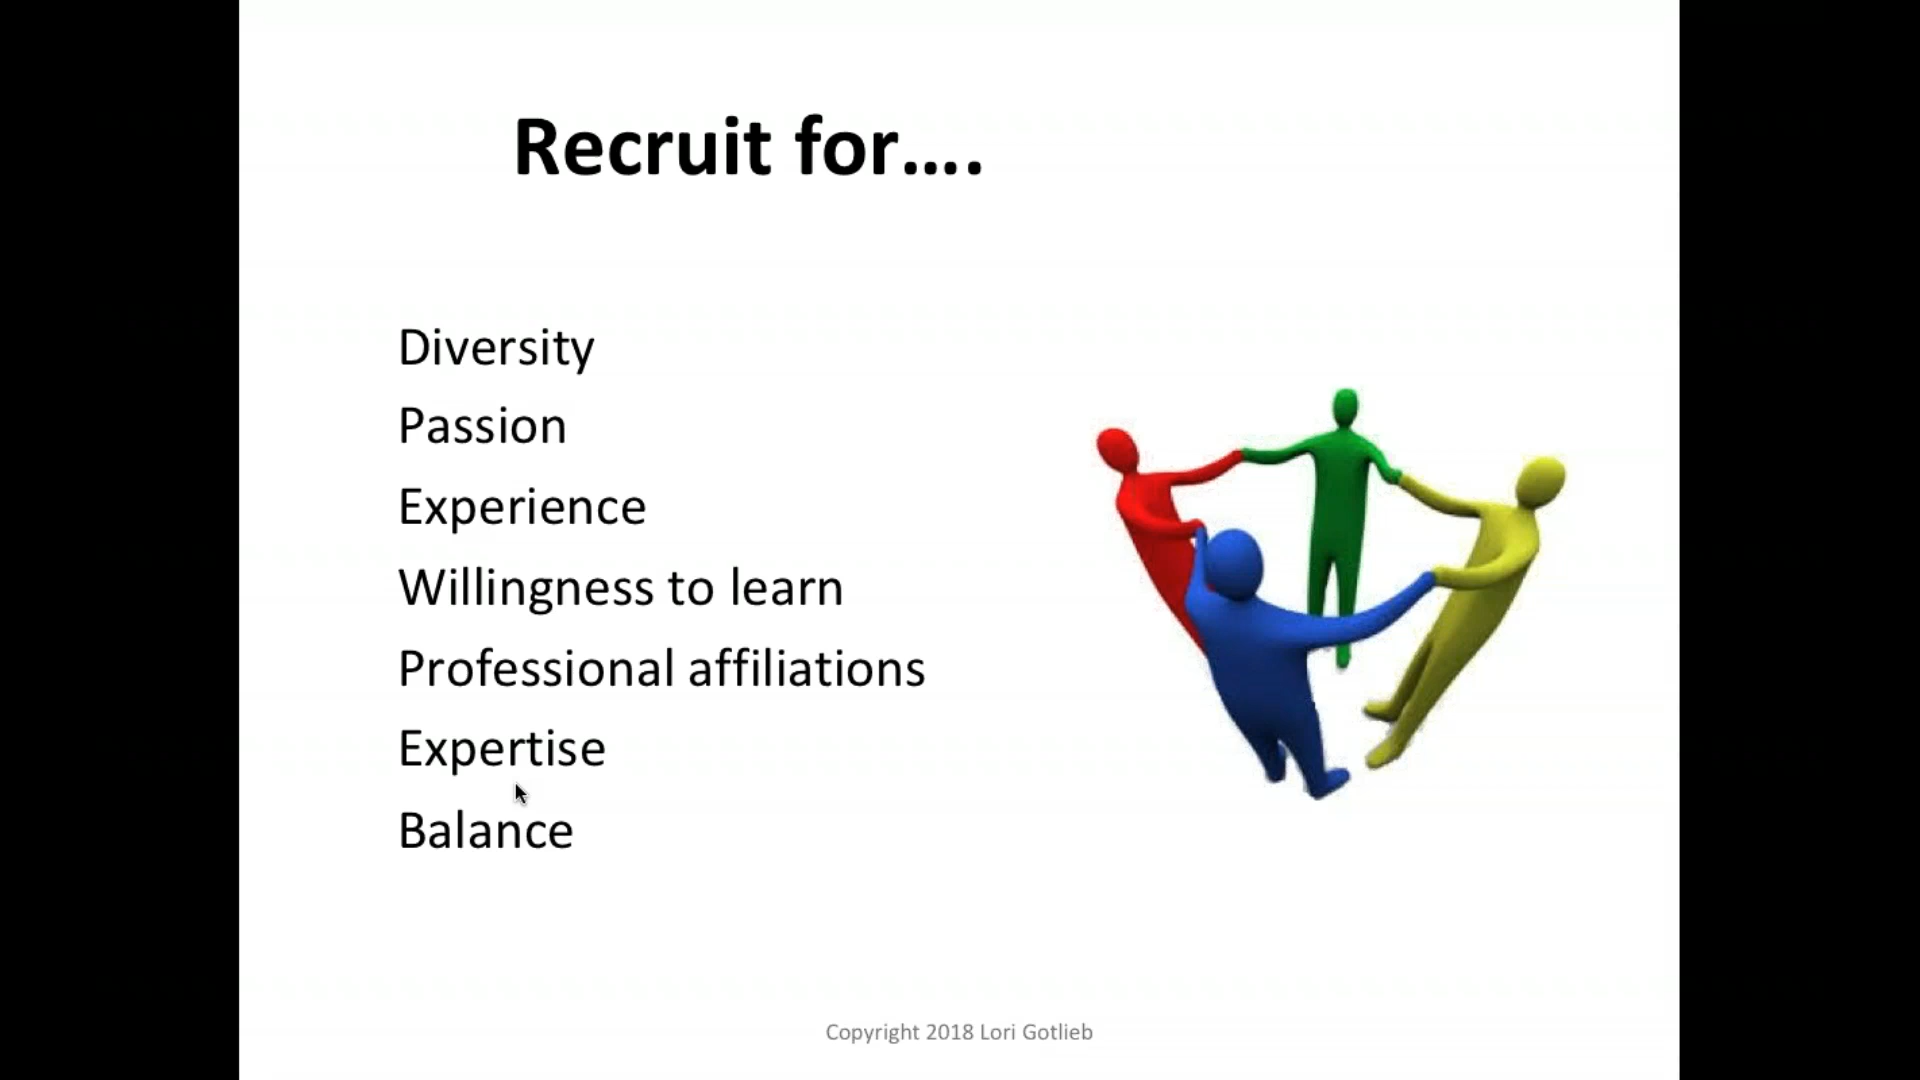 Recruit for....
Diversity
Passion
Experience
Willingness to learn
Professional affiliations
Expertise
Balance
Copyright 2018 Lori Gotlieb